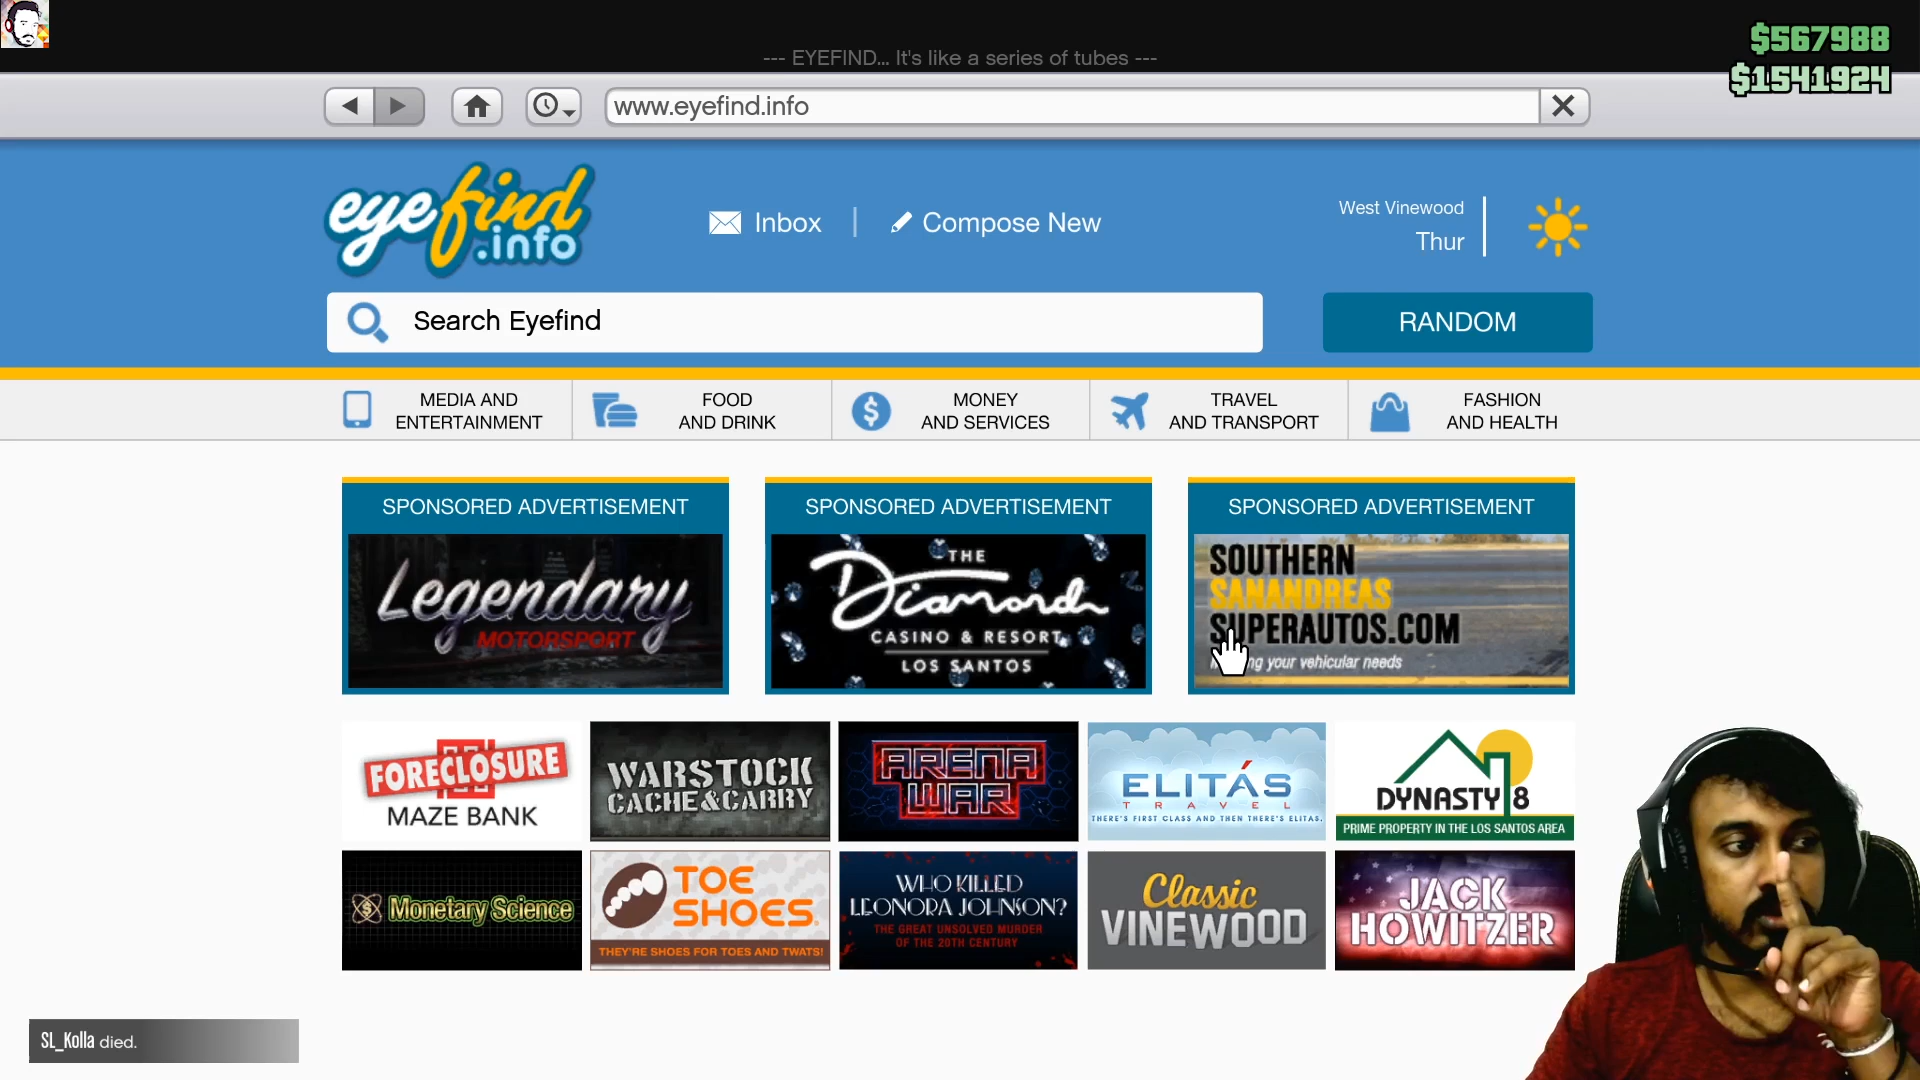 --- EYEFIND... It's like a series of tubes ---
$567988
$1541924
www.eyefind.info
eyefind
.info
Inbox
Compose New
West Vinewood
Thur
Search Eyefind
RANDOM
MEDIA AND
ENTERTAINMENT
FOOD
AND DRINK
MONEY
AND SERVICES
TRAVEL
AND TRANSPORT
FASHION
AND HEALTH
SPONSORED ADVERTISEMENT
Legendary
MOTORSPORT
SPONSORED ADVERTISEMENT
THE
Diamond
CASINO & RESORT
LOS SANTOS
SPONSORED ADVERTISEMENT
SOUTHERN
SANANDREAS
SUPERAUTOS.COM
your vehicular needs
FORECLOSURE
MAZE BANK
WARSTOCK
CACHE&CARRY
ARENA
WAR
ELITÁS
TRAVEL
THERE'S FIRST CLASS AND THEN THERE'S ELITAS.
DYNASTY 8
PRIME PROPERTY IN THE LOS SANTOS AREA
Monetary Science
TOE
SHOES
THEY'RE SHOES FOR TOES AND TWATS!
WHO KILLED
LEONORA JOHNSON?
THE GREAT UNSOLVED MURDER
OF THE 20TH CENTURY
Classic
VINEWOOD
JACK
HOWITZER
SL_Kolla died.